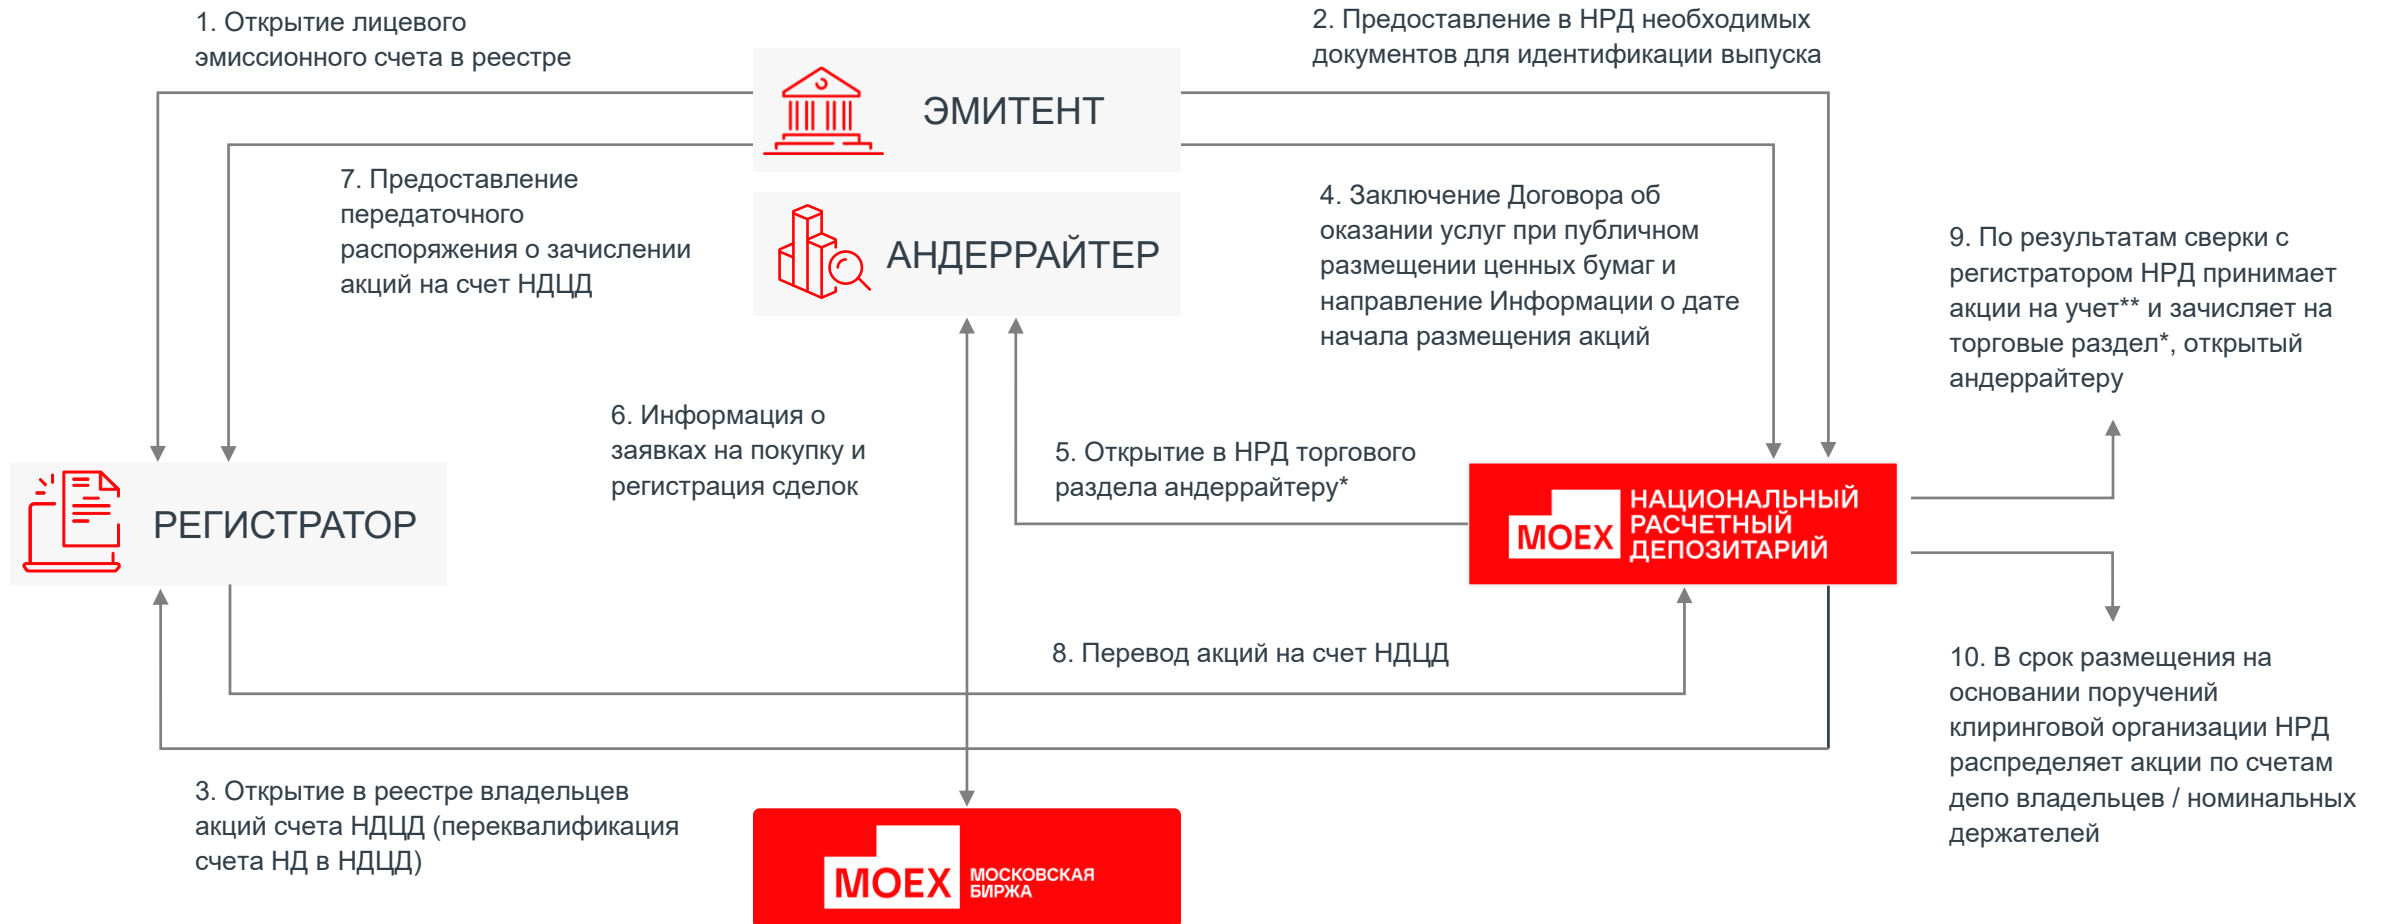 1. Открытие лицевого
эмиссионного счета в реестре
2. Предоставление в НРД необходимых
документов для идентификации выпуска
ЭМИТЕНТ
7. Предоставление
передаточного
распоряжения о зачислении
акций на счет НДЦД
АНДЕРРАЙТЕР
4. Заключение Договора об
оказании услуг при публичном
размещении ценных бумаг и
направление Информации о дате
начала размещения акций
9. По результатам сверки с
регистратором НРД принимает
акции на учет** и зачисляет на
торговые раздел*, открытый
андеррайтеру
6. Информация о
заявках на покупку и
регистрация сделок
5. Открытие в НРД торгового
раздела андеррайтеру*
РЕГИСТРАТОР
MOEX
НАЦИОНАЛЬНЫЙ
РАСЧЕТНЫЙ
ДЕПОЗИТАРИЙ
8. Перевод акций на счет НДЦД
10. В срок размещения на
основании поручений
клиринговой организации НРД
распределяет акции по счетам
депо владельцев / номинальных
держателей
3. Открытие в реестре владельцев
акций счета НДЦД (переквалификация
счета НД в НДЦД)
MOEX
МОСКОВСКАЯ
БИРЖА